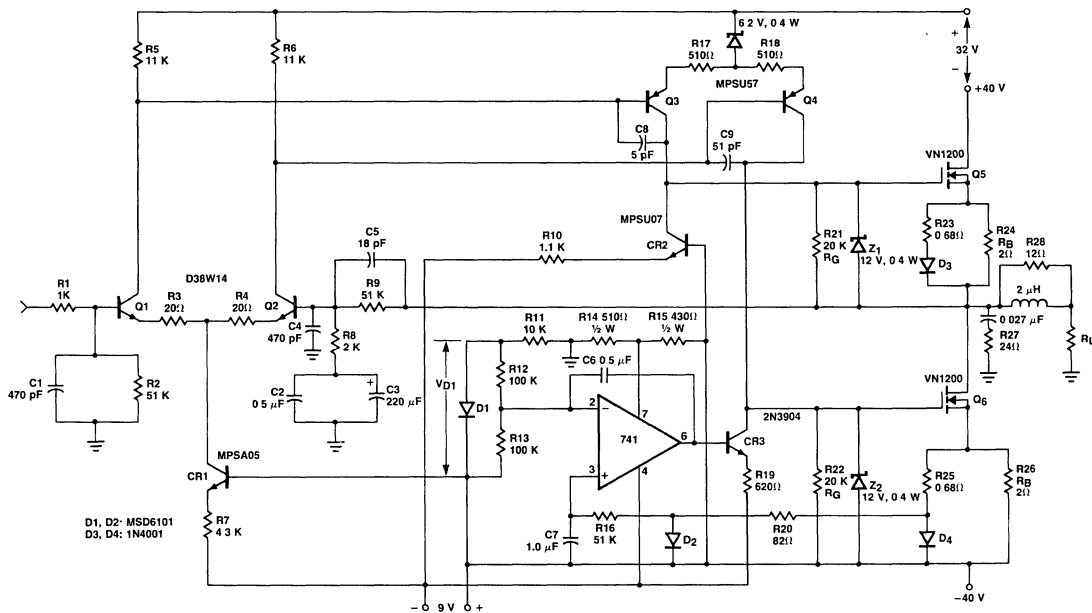 R5
11 K
R6
11 K
6 2 V, 0 4 W
R17
510Ω
R18
510Ω
MPSU57
+
32 V
−
+40 V
Q3
Q4
C8
5 pF
C9
51 pF
VN1200
Q5
MPSU07
CR2
R10
1.1 K
R21
20 K
RG
Z1
12 V, 0 4 W
R23
0 68Ω
D3
R24
RB
2Ω
R28
12Ω
2 μH
0 027 μF
R27
24Ω
RL
C5
18 pF
R9
51 K
D38W14
R1
1K
Q1
R3
20Ω
R4
20Ω
Q2
C4
470 pF
R8
2 K
C1
470 pF
R2
51 K
C2
0 5 μF
+
C3
220 μF
R11
10 K
R14 510Ω
½ W
R15 430Ω
½ W
C6 0 5 μF
VD1
R12
100 K
D1
R13
100 K
2
−
7
741
6
3
+
4
2N3904
CR3
R19
620Ω
VN1200
Q6
R22
20 K
RG
Z2
12 V, 0 4 W
R25
0 68Ω
R26
RB
2Ω
MPSA05
CR1
R7
4 3 K
C7
1.0 μF
R16
51 K
D2
R20
82Ω
D4
D1, D2· MSD6101
D3, D4: 1N4001
− 9 V +
−40 V